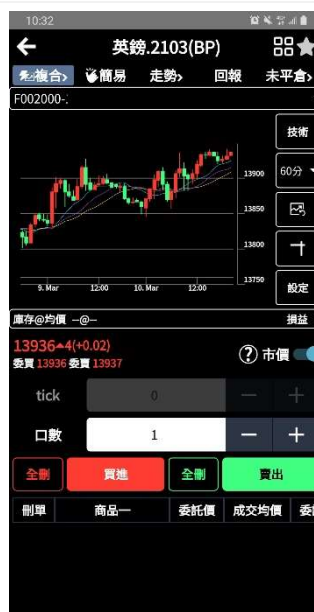 10:32
英鎊.2103(BP)
複合> 簡易 走勢> 回報 未平倉>
F002000-:
技術
13900 60分
13850
13800
13750
9. Mar 12:00 10. Mar 12:00
設定
庫存@均價 --@-- 損益
13936▲4(+0.02)
委買 13936 委賣 13937
? 市價
tick 0 — +
口數 1 — +
全刪 買進 全刪 賣出
刪單 商品一 委託價 成交均價